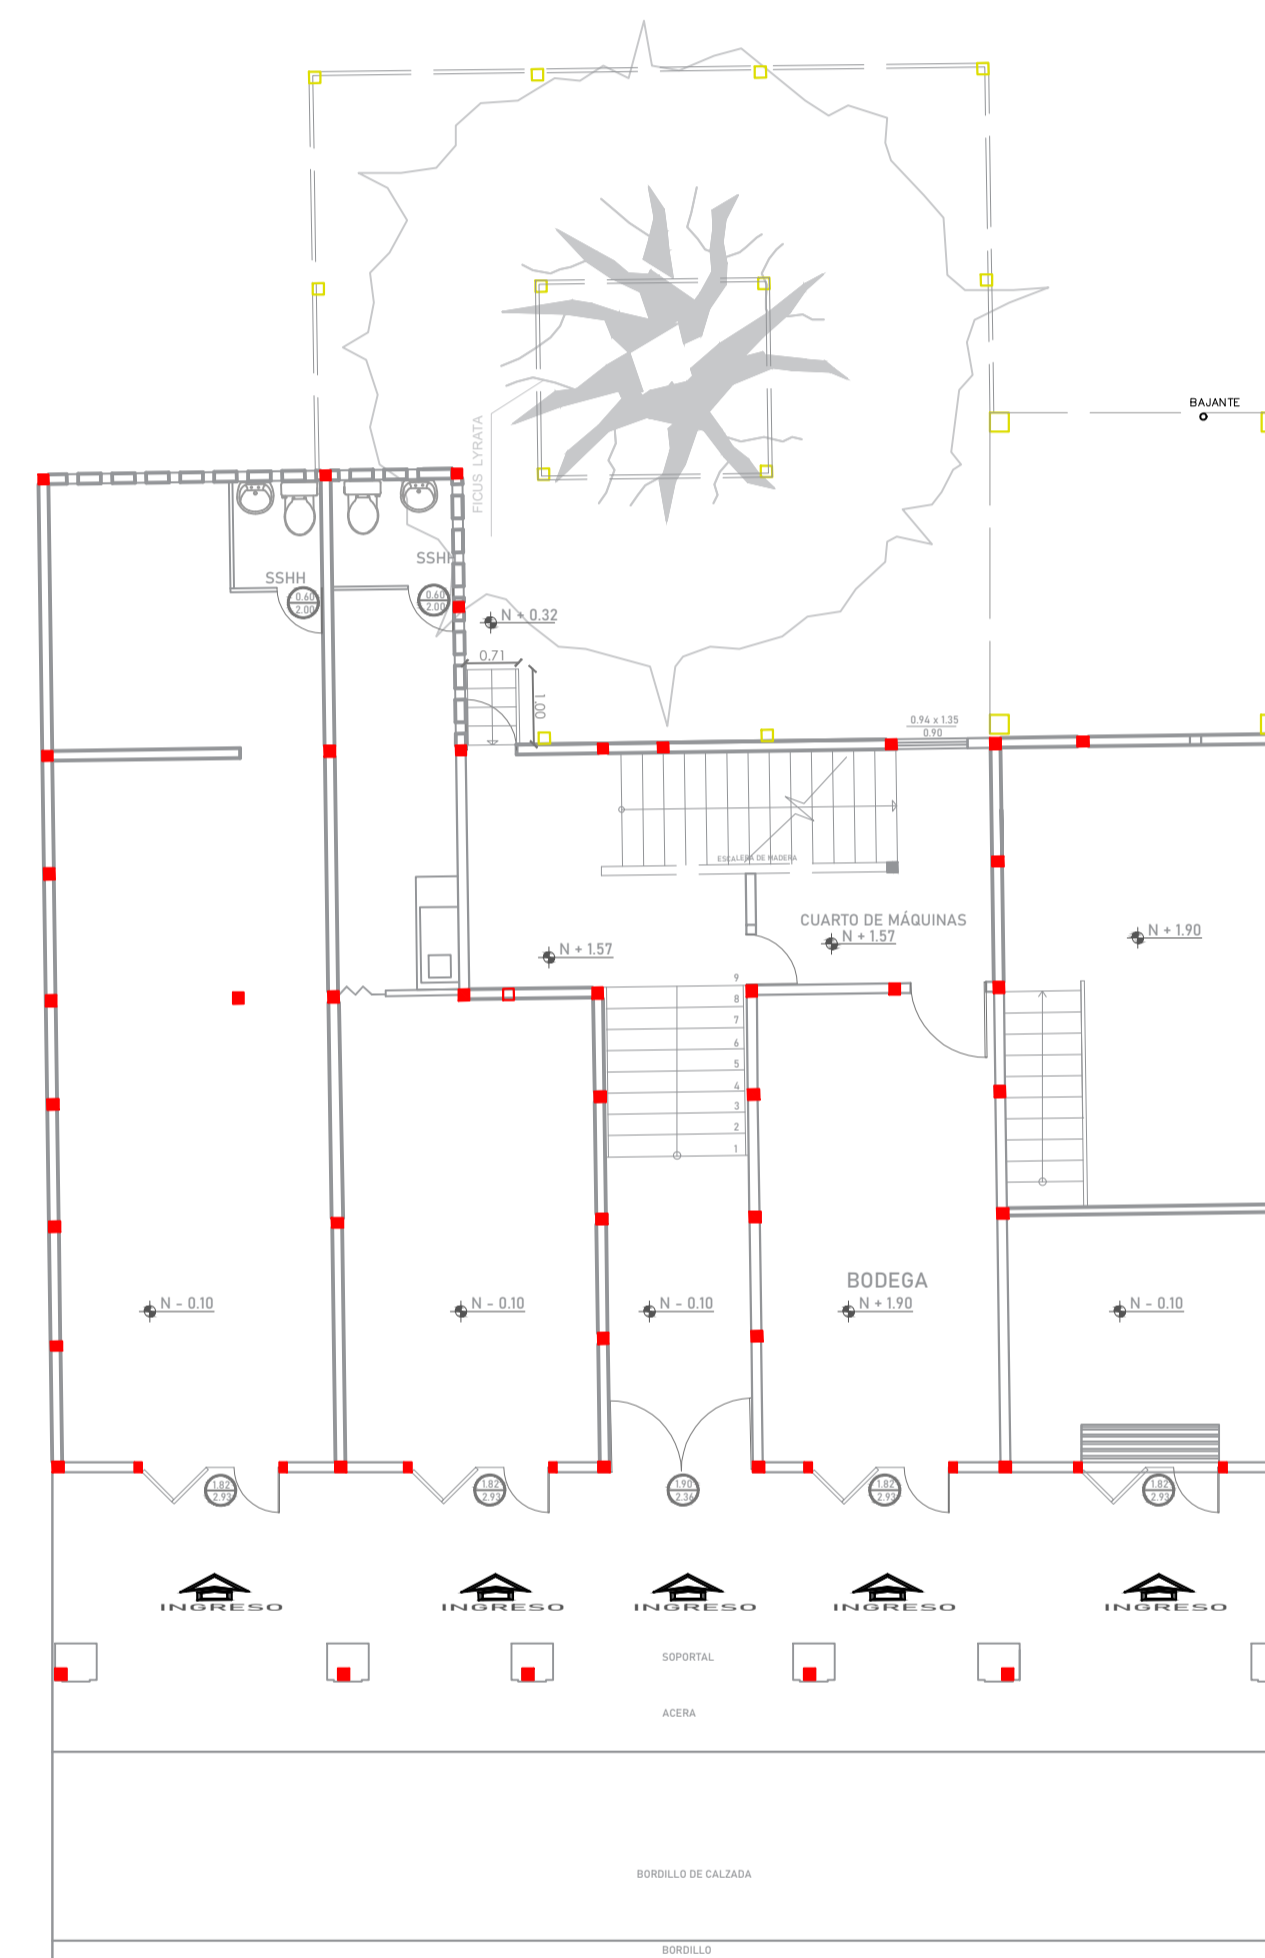 BAJANTE
FICUS LYRATA
SSHH
SSHH
0.60
2.00
0.60
2.00
N + 0.32
0.71
1.00
0.94 x 1.35
0.90
ESCALERA DE MADERA
CUARTO DE MÁQUINAS
N + 1.57
N + 1.90
N + 1.57
9
8
7
6
5
4
3
2
1
BODEGA
N - 0.10
N - 0.10
N - 0.10
N + 1.90
N - 0.10
1.82
2.93
1.82
2.93
1.90
2.36
1.82
2.93
1.82
2.93
INGRESO
INGRESO
INGRESO
INGRESO
INGRESO
SOPORTAL
ACERA
BORDILLO DE CALZADA
BORDILLO